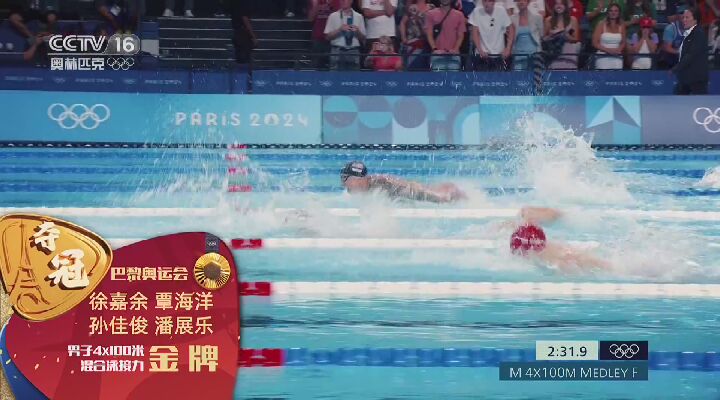 CCTV 16
奥林匹克
PARIS 2024
夺冠
巴黎奥运会
徐嘉余 覃海洋
孙佳俊 潘展乐
男子4x100米
混合泳接力
金牌
2:31.9
M 4X100M MEDLEY F